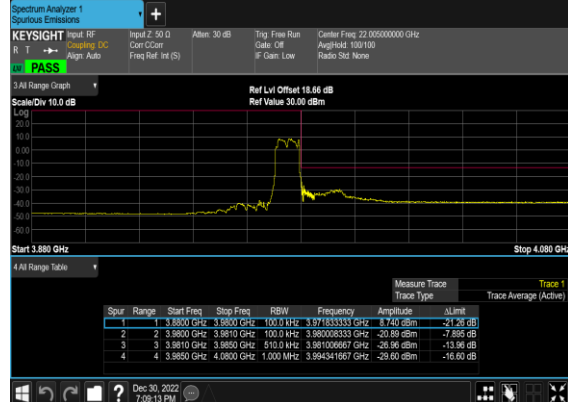 Spectrum Analyzer 1
Spurious Emissions
KEYSIGHT Input: RF Input Z: 50 Ω Atten: 30 dB Trig: Free Run Center Freq: 22.005000000 GHz
R T Coupling: DC Corr CCorr Gate: Off Avg|Hold: 100/100
Align: Auto Freq Ref: Int (S) IF Gain: Low Radio Std: None
PASS
3 All Range Graph
Ref Lvl Offset 18.66 dB
Scale/Div 10.0 dB Ref Value 30.00 dBm
Log
20.0
10.0
0.00
-10.0
-20.0
-30.0
-40.0
-50.0
-60.0
Start 3.880 GHz Stop 4.080 GHz
4 All Range Table
Measure Trace Trace 1
Trace Type Trace Average (Active)
Spur Range Start Freq Stop Freq RBW Frequency Amplitude ΔLimit
1 1 3.8800 GHz 3.9800 GHz 100.0 kHz 3.971833333 GHz 8.740 dBm -21.26 dB
2 2 3.9800 GHz 3.9810 GHz 100.0 kHz 3.980008333 GHz -20.89 dBm -7.895 dB
3 3 3.9810 GHz 3.9850 GHz 510.0 kHz 3.981006667 GHz -26.96 dBm -13.96 dB
4 4 3.9850 GHz 4.0800 GHz 1.000 MHz 3.994341667 GHz -29.60 dBm -16.60 dB
? Dec 30, 2022
7:09:13 PM